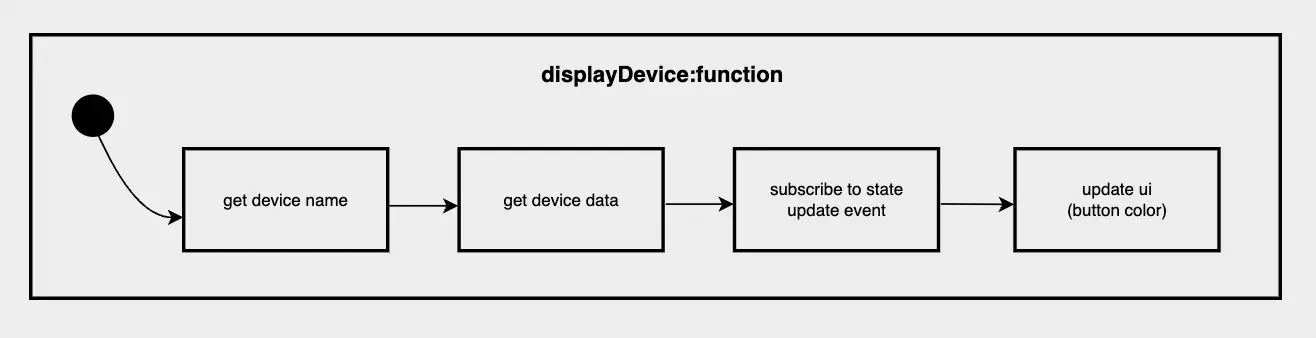 displayDevice:function
get device name
get device data
subscribe to state
update event
update ui
(button color)